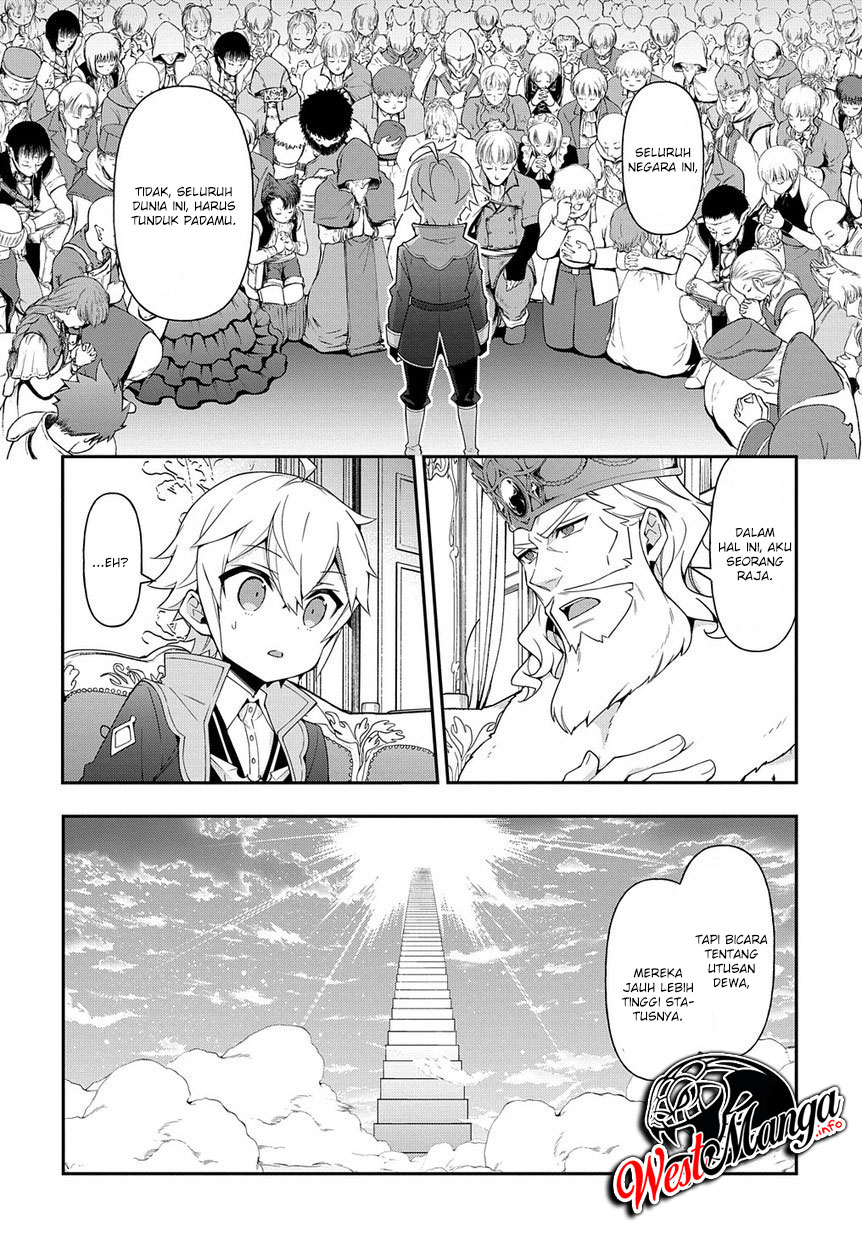 SELURUH
NEGARA INI,
TIDAK, SELURUH
DUNIA INI, HARUS
TUNDUK PADAMU.
DALAM
HAL INI, AKU
SEORANG
RAJA.
...EH?
TAPI BICARA
TENTANG
UTUSAN
DEWA,
MEREKA
JAUH LEBIH
TINGGI STA-
TUSNYA.
WestManga
.info